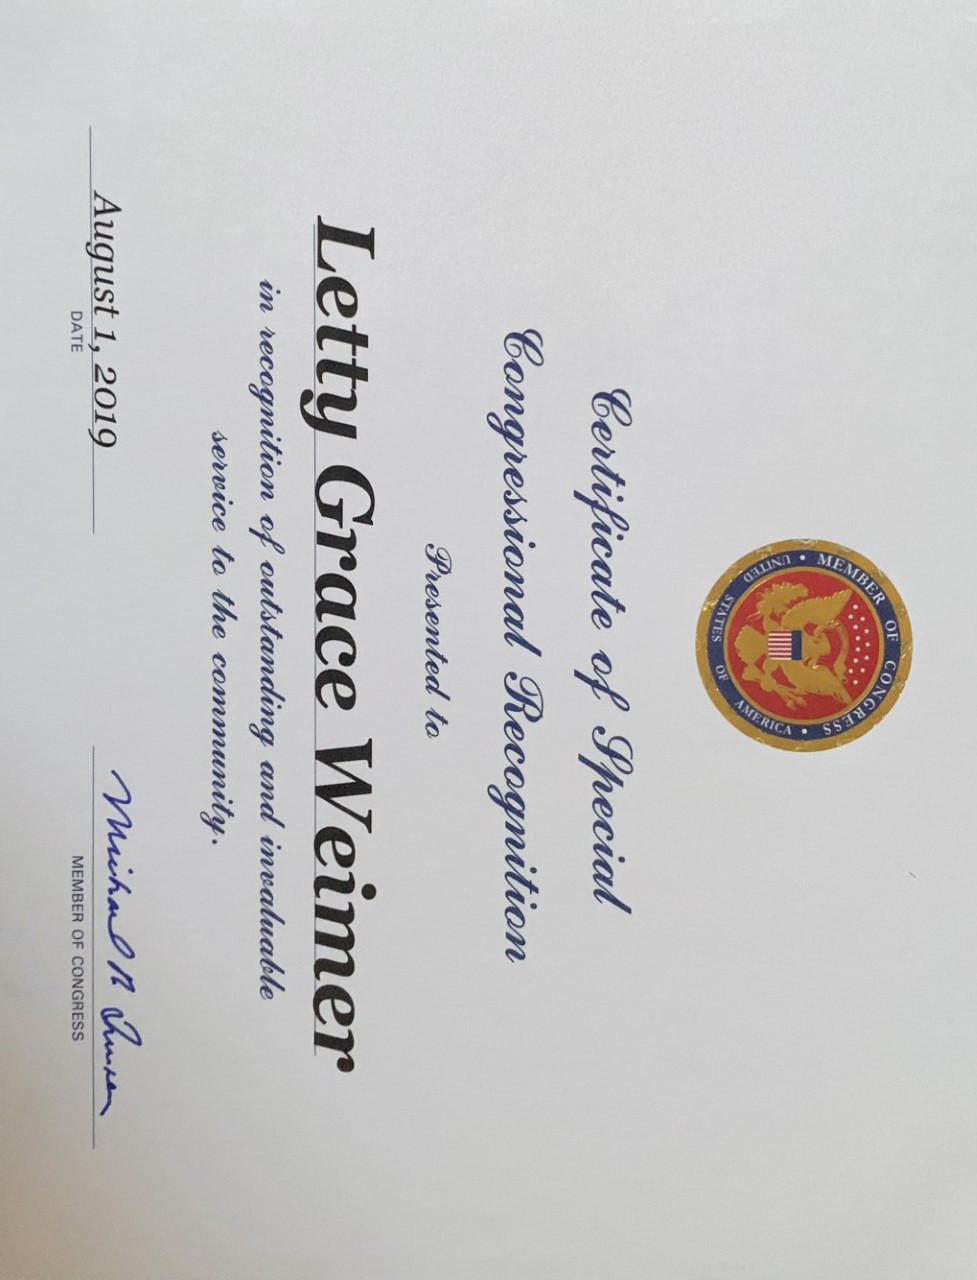 MEMBER OF CONGRESS
UNITED STATES OF AMERICA
Certificate of Special
Congressional Recognition
Presented to
Letty Grace Weimer
in recognition of outstanding and invaluable
service to the community.
August 1, 2019
Michael R
DATE
MEMBER OF CONGRESS